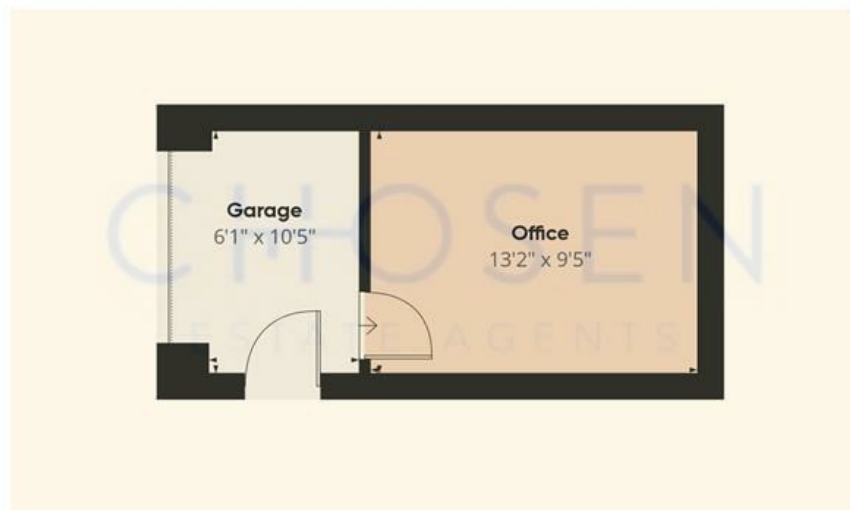 Garage
6'1" x 10'5"
Office
13'2" x 9'5"
CHOSEN
ESTATE AGENTS